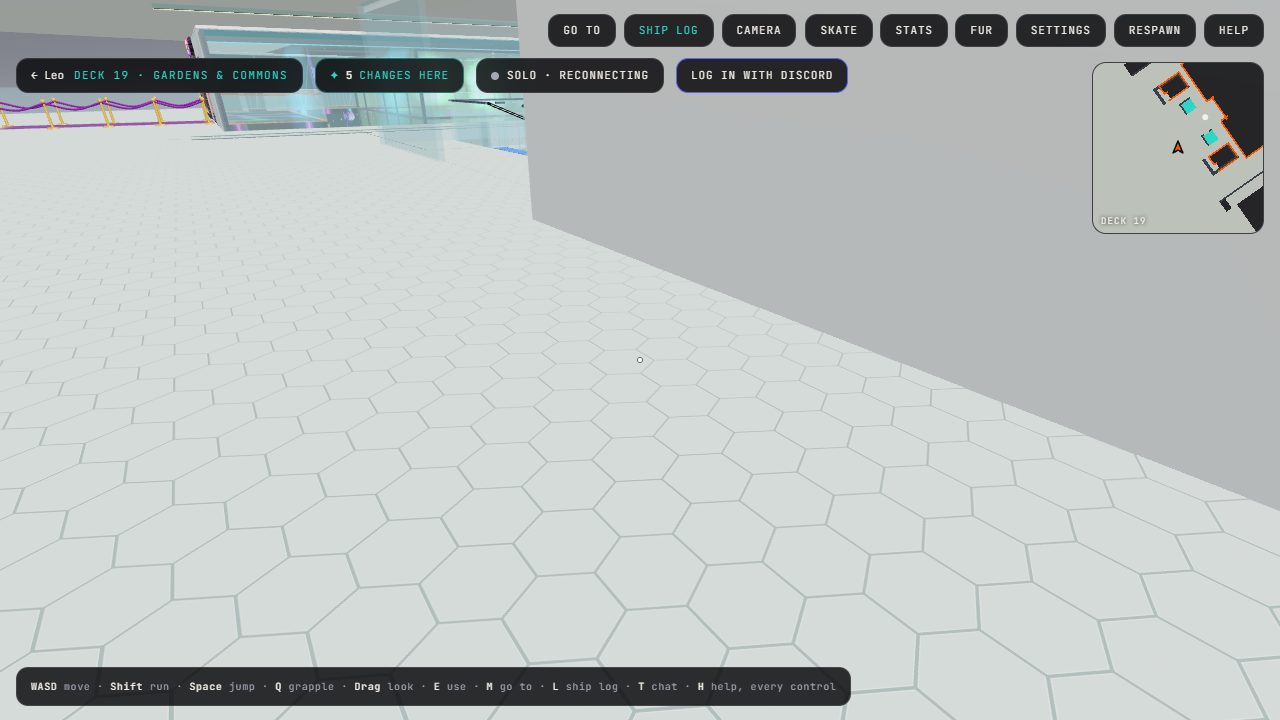 GO TO
SHIP LOG
CAMERA
SKATE
STATS
FUR
SETTINGS
RESPAWN
HELP
← Leo DECK 19 · GARDENS & COMMONS
✦ 5 CHANGES HERE
SOLO · RECONNECTING
LOG IN WITH DISCORD
DECK 19
WASD move · Shift run · Space jump · Q grapple · Drag look · E use · M go to · L ship log · T chat · H help, every control